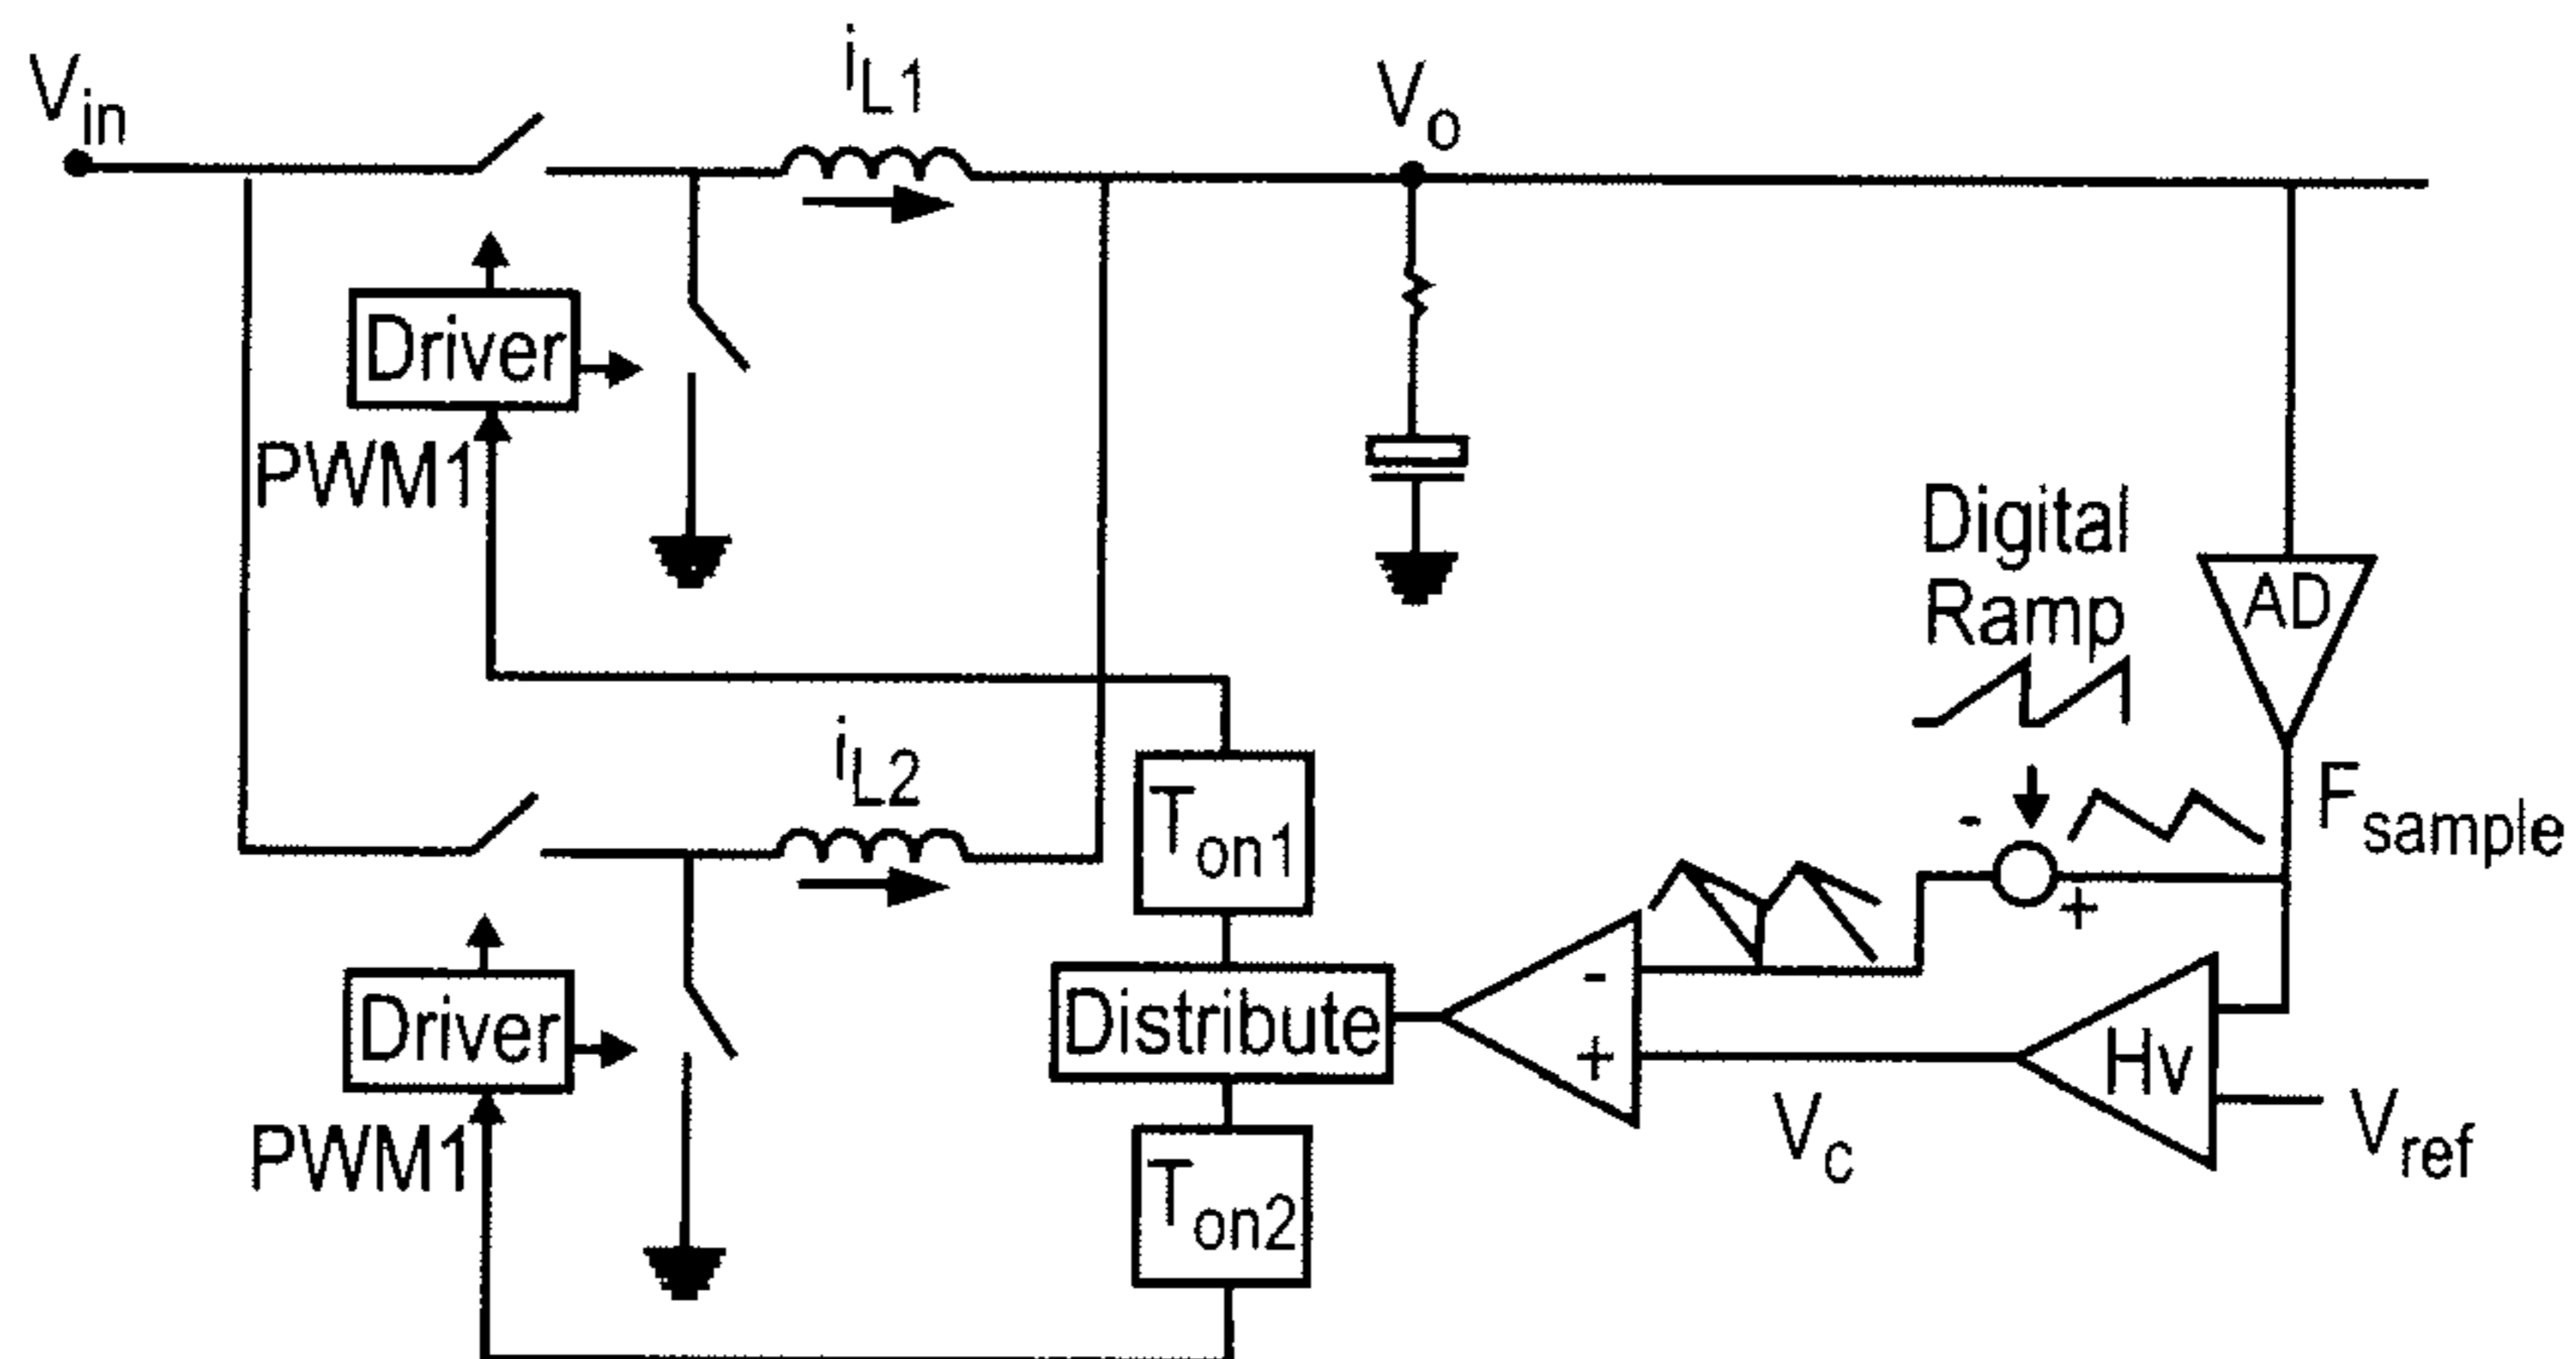 Vin
iL1
Vo
Driver
PWM1
Digital
Ramp
AD
Fsample
iL2
Ton1
-
+
Driver
PWM1
Distribute
-
+
Hv
Vc
Vref
Ton2